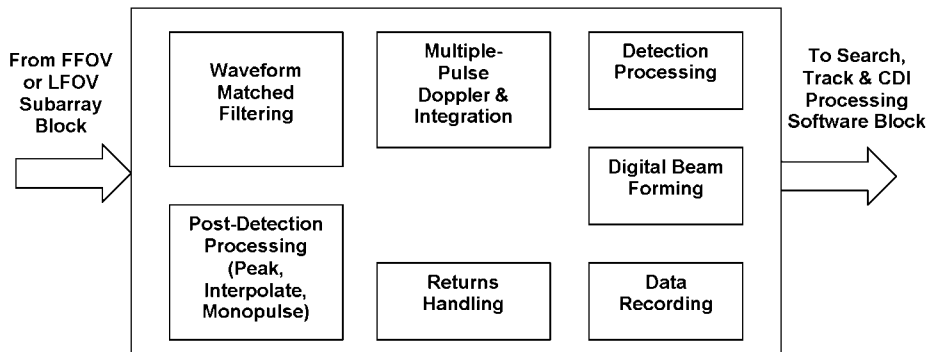 From FFOV
or LFOV
Subarray
Block
Waveform
Matched
Filtering
Multiple-
Pulse
Doppler &
Integration
Detection
Processing
To Search,
Track & CDI
Processing
Software Block
Digital Beam
Forming
Post-Detection
Processing
(Peak,
Interpolate,
Monopulse)
Returns
Handling
Data
Recording